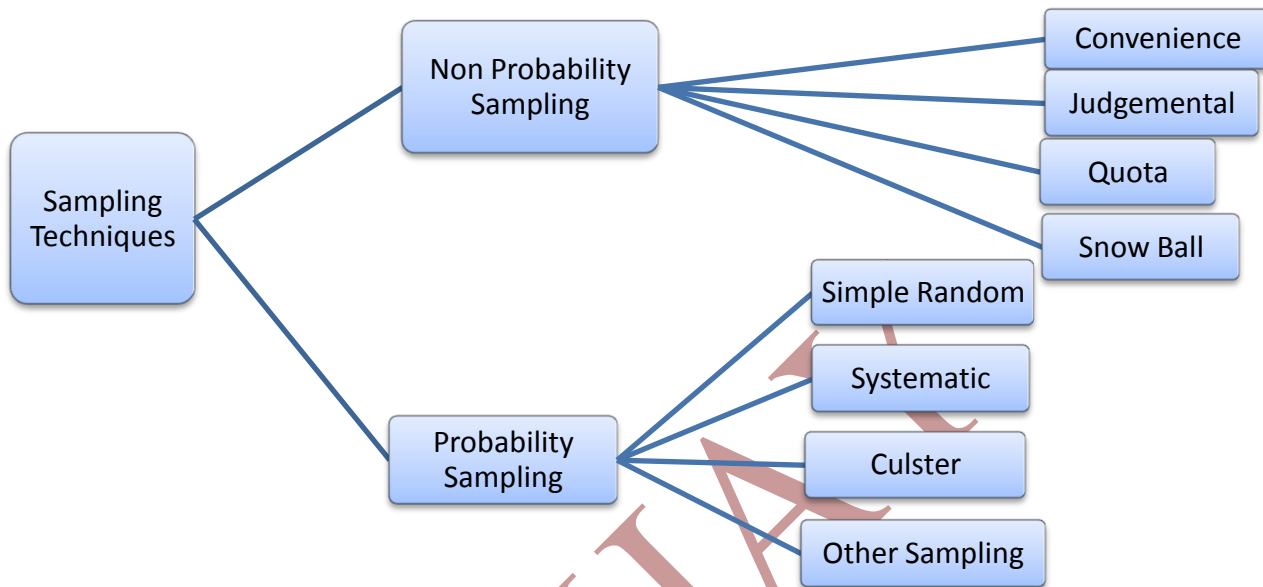 Sampling
Techniques
Non Probability
Sampling
Convenience
Judgemental
Quota
Snow Ball
Probability
Sampling
Simple Random
Systematic
Culster
Other Sampling